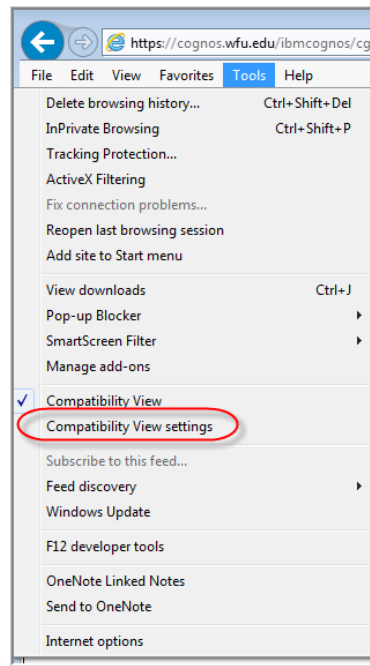 https://cognos.wfu.edu/ibmcognos/cg
File Edit View Favorites Tools Help
Delete browsing history... Ctrl+Shift+Del
InPrivate Browsing Ctrl+Shift+P
Tracking Protection...
ActiveX Filtering
Fix connection problems...
Reopen last browsing session
Add site to Start menu
View downloads Ctrl+J
Pop-up Blocker
SmartScreen Filter
Manage add-ons
Compatibility View
Compatibility View settings
Subscribe to this feed...
Feed discovery
Windows Update
F12 developer tools
OneNote Linked Notes
Send to OneNote
Internet options